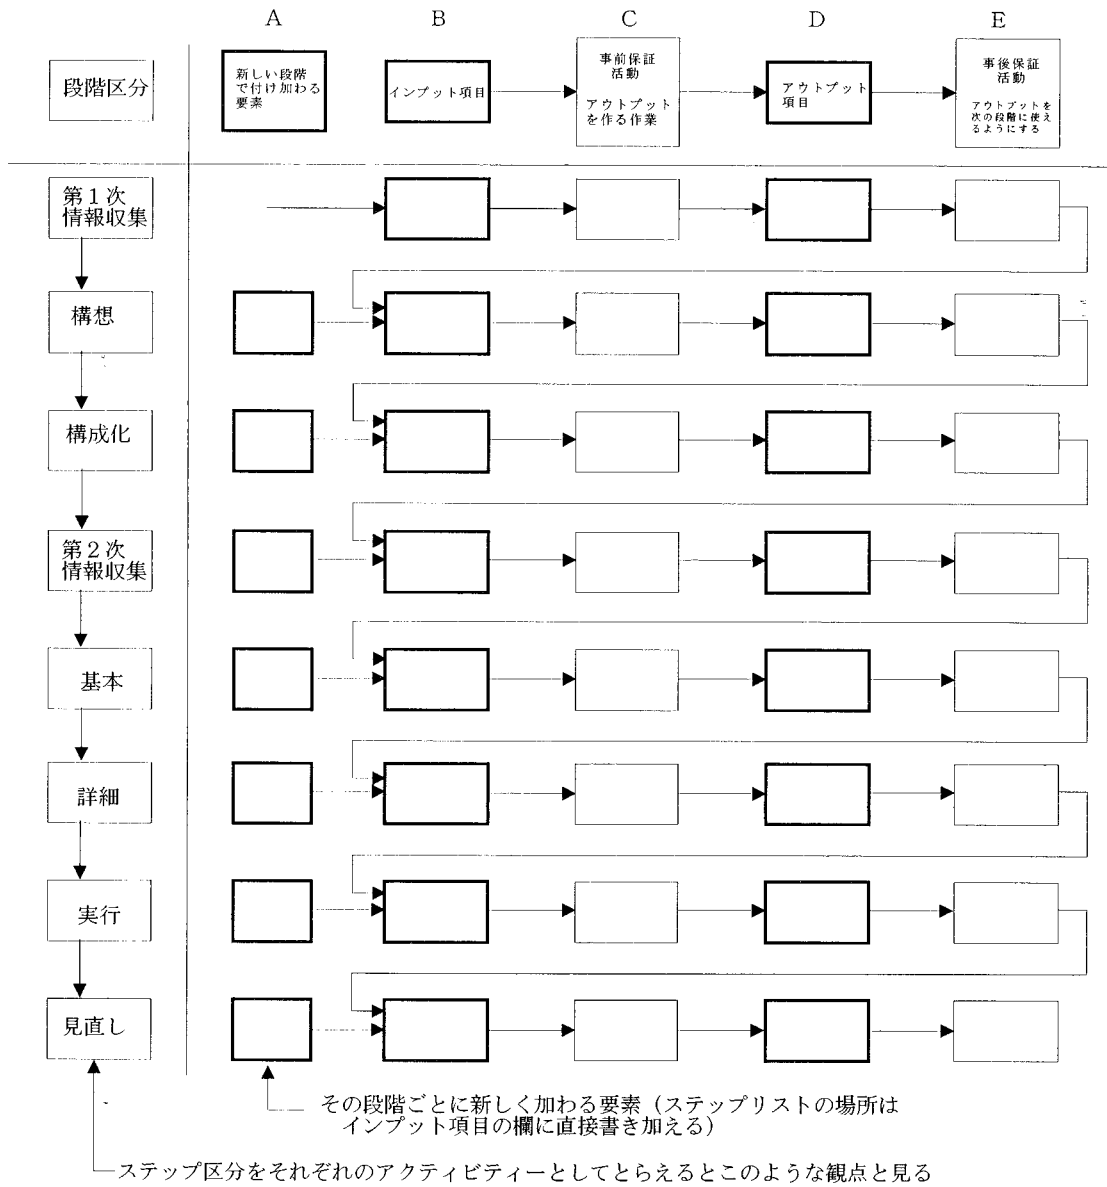 A
B
C
D
E
段階区分
新しい段階
で付け加わる
要素
インプット項目
事前保証
活動
アウトプット
を作る作業
アウトプット
項目
事後保証
活動
アウトプットを
次の段階に使え
るようにする
第1次
情報収集
構想
構成化
第2次
情報収集
基本
詳細
実行
見直し
その段階ごとに新しく加わる要素（ステップリストの場所は
インプット項目の欄に直接書き加える）
ステップ区分をそれぞれのアクティビティーとしてとらえるとこのような観点と見る